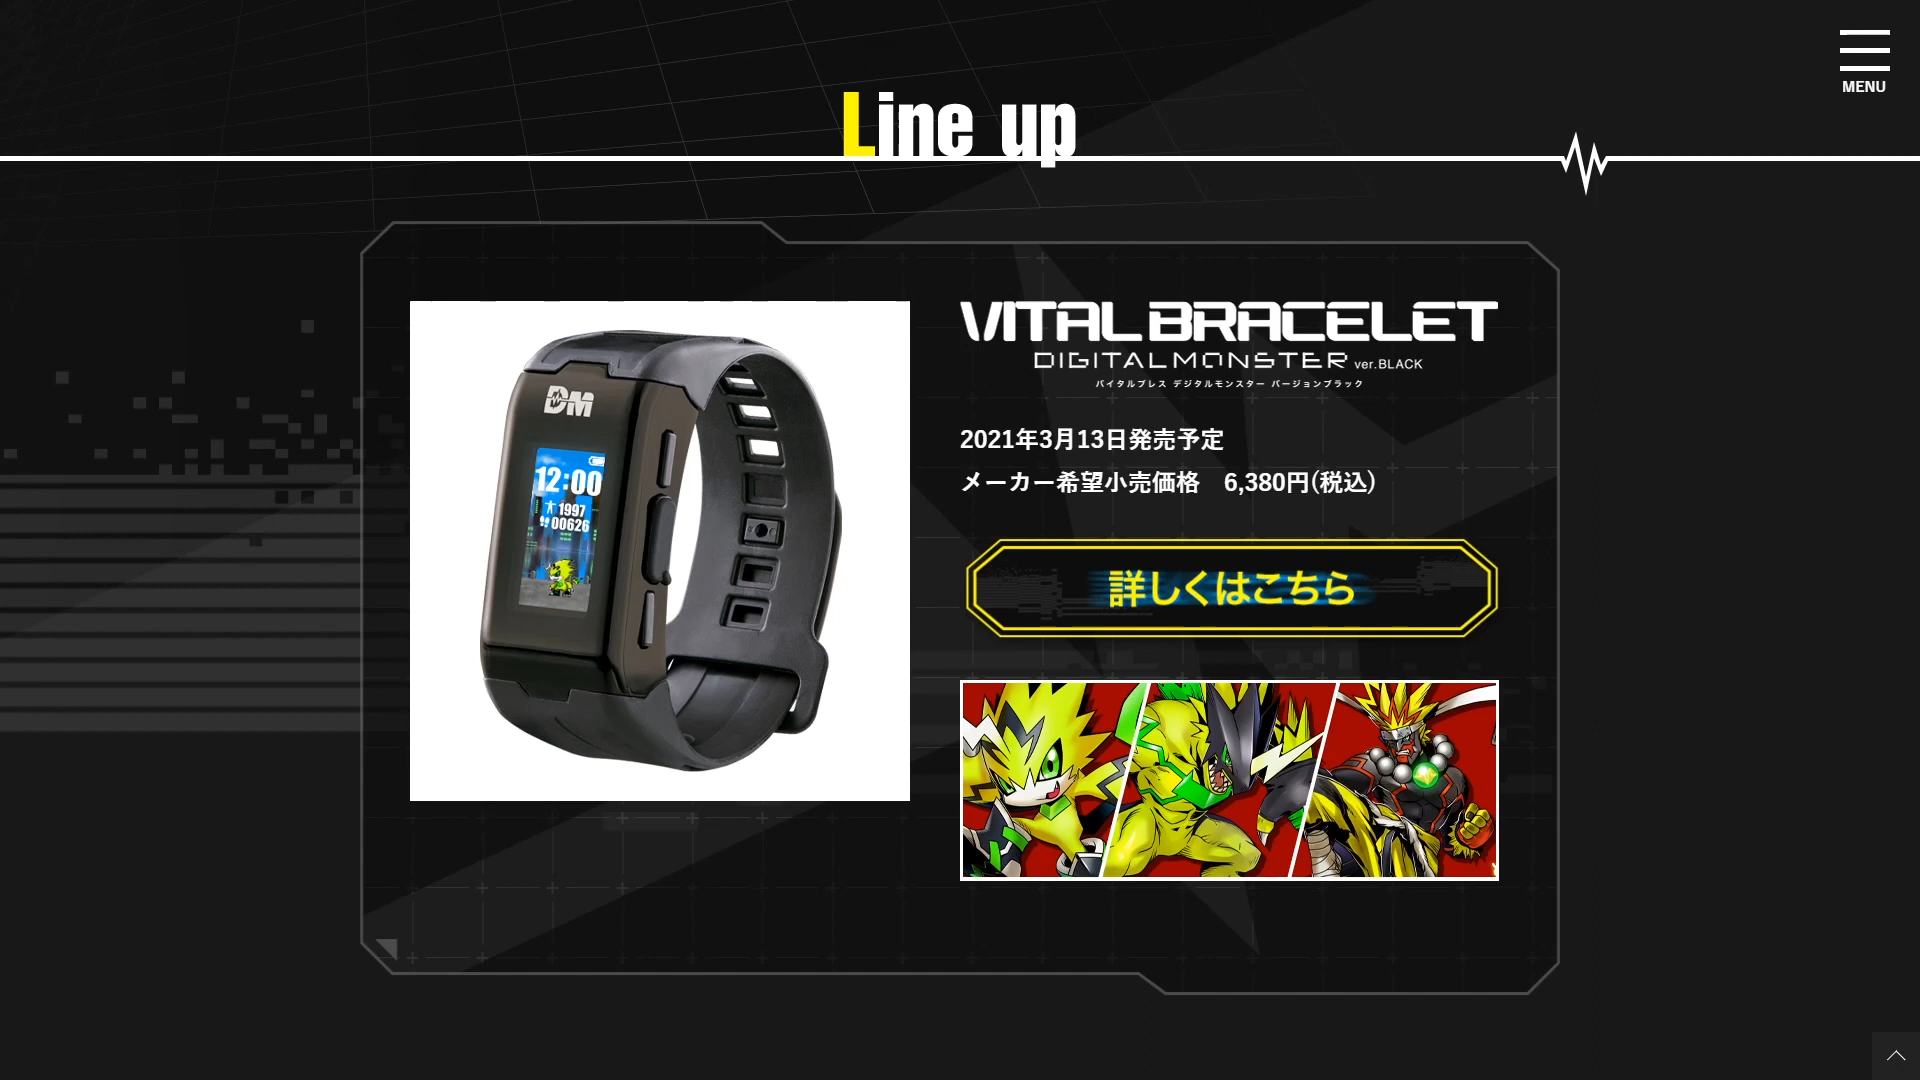 MENU
Line up
VITAL BRACELET
DIGITAL MONSTER ver.BLACK
バイタルブレス デジタルモンスター バージョンブラック
2021年3月13日発売予定
メーカー希望小売価格　6,380円(税込)
詳しくはこちら
DM
12:00
1997
00626